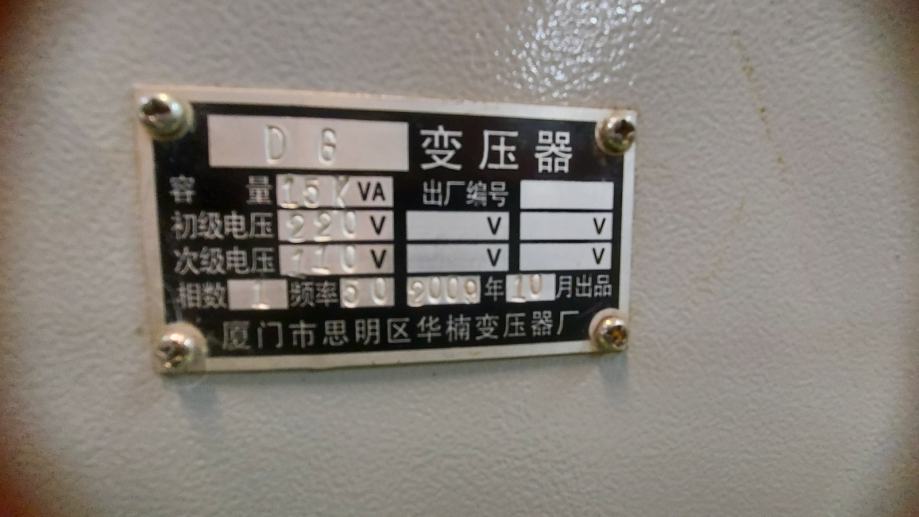 DG 变压器
容量 15K VA 出厂编号
初级电压 220 V V V
次级电压 110 V V V
相数 1 频率 50 2009 年 10 月出品
厦门市思明区华楠变压器厂